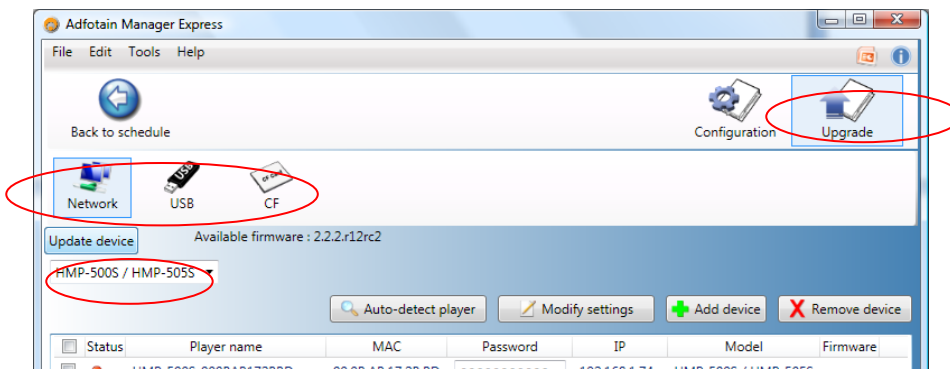 Adfotain Manager Express
File Edit Tools Help
Back to schedule
Configuration
Upgrade
Network
USB
CF
Update device
Available firmware : 2.2.2.r12rc2
HMP-500S / HMP-505S
Auto-detect player
Modify settings
Add device
Remove device
Status Player name MAC Password IP Model Firmware